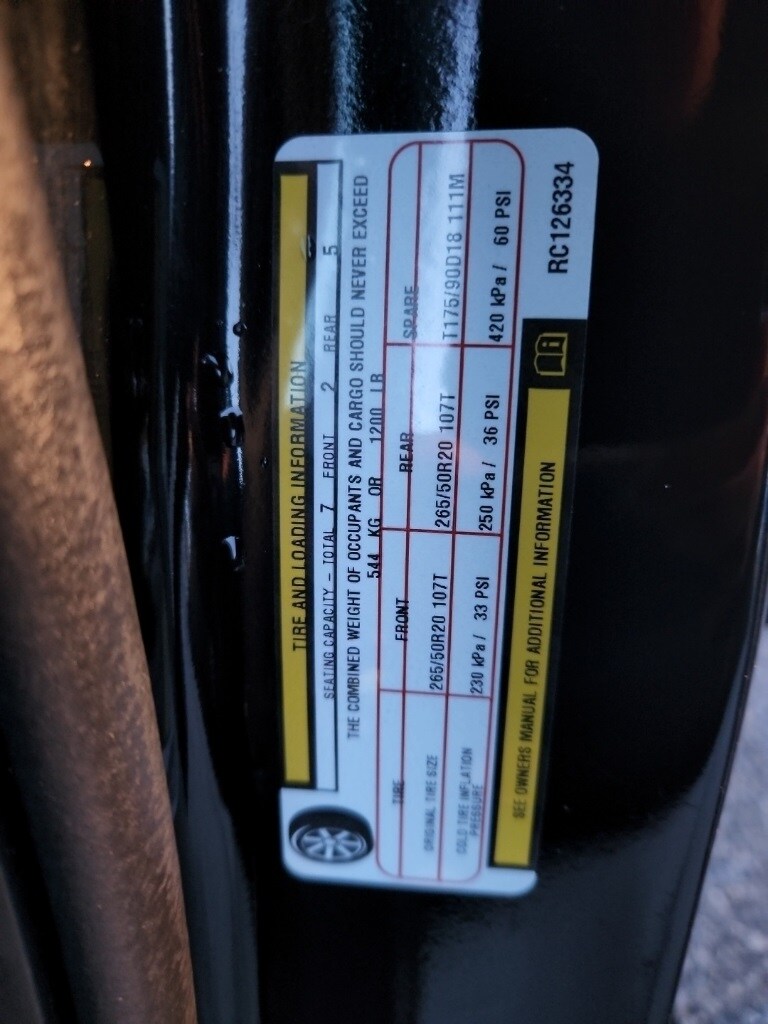 TIRE AND LOADING INFORMATION
SEATING CAPACITY – TOTAL 7 FRONT 2 REAR 5
THE COMBINED WEIGHT OF OCCUPANTS AND CARGO SHOULD NEVER EXCEED
544 KG OR 1200 LB
TIRE FRONT REAR SPARE
ORIGINAL TIRE SIZE 265/50R20 107T 265/50R20 107T T175/90D18 111M
COLD TIRE INFLATION PRESSURE 230 kPa / 33 PSI 250 kPa / 36 PSI 420 kPa / 60 PSI
SEE OWNERS MANUAL FOR ADDITIONAL INFORMATION
RC126334